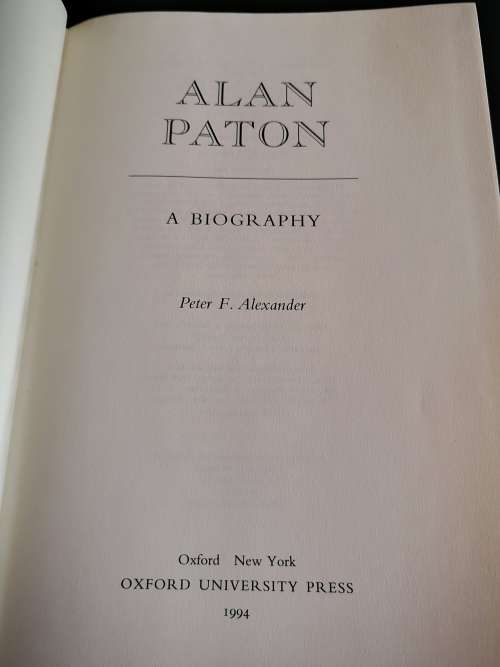 ALAN
PATON
A BIOGRAPHY
Peter F. Alexander
Oxford New York
OXFORD UNIVERSITY PRESS
1994